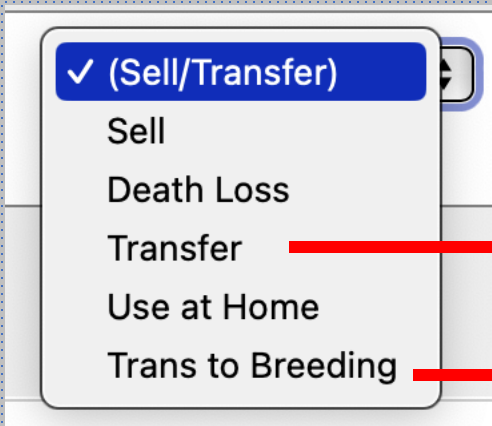 ✓ (Sell/Transfer)
Sell
Death Loss
Transfer
Use at Home
Trans to Breeding